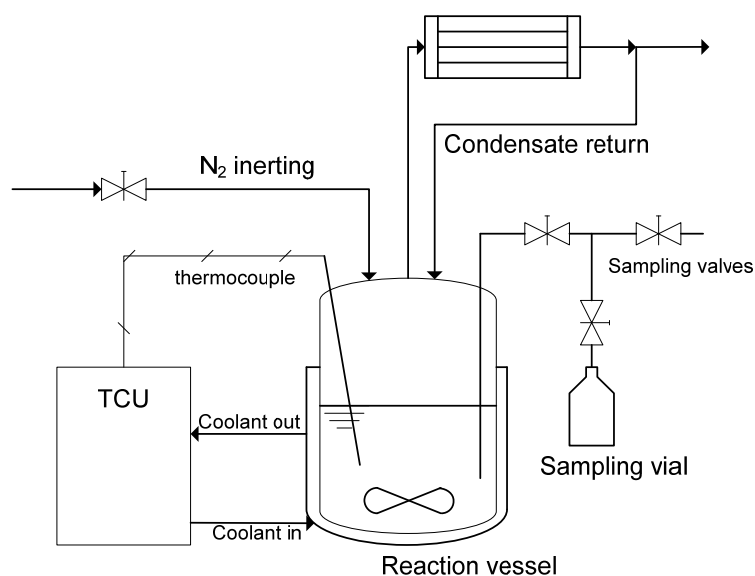 Condensate return
N₂ inerting
Sampling valves
thermocouple
TCU
Coolant out
Sampling vial
Coolant in
Reaction vessel